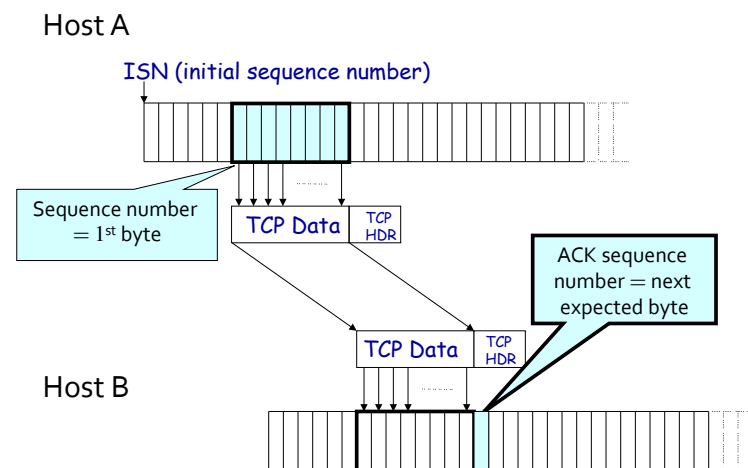 Host A
ISN (initial sequence number)
Sequence number
= 1st byte
TCP Data
TCP
HDR
ACK sequence
number = next
expected byte
TCP Data
TCP
HDR
Host B